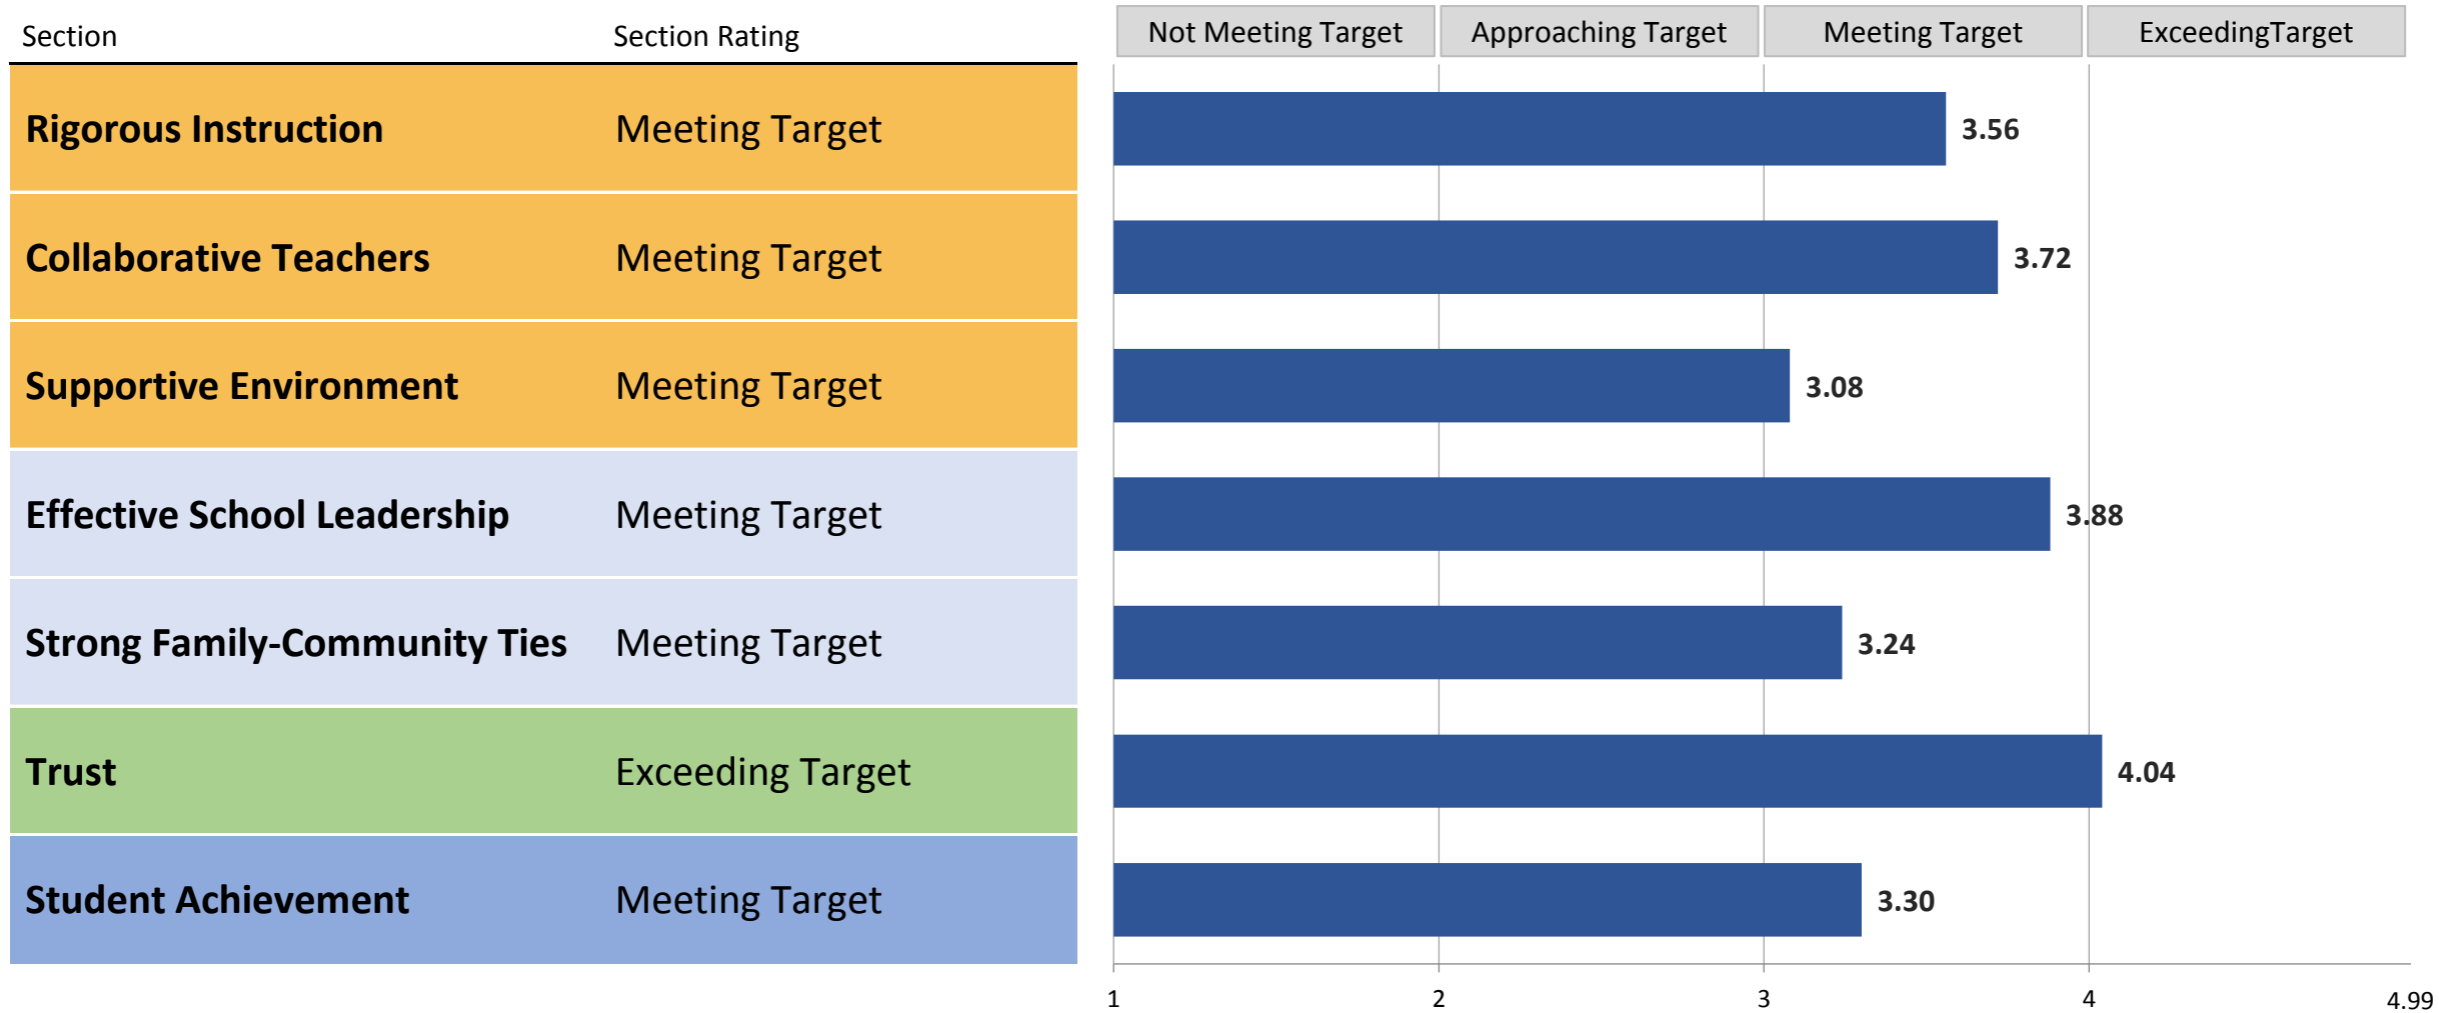 Section Section Rating Not Meeting Target Approaching Target Meeting Target ExceedingTarget
Rigorous Instruction Meeting Target 3.56
Collaborative Teachers Meeting Target 3.72
Supportive Environment Meeting Target 3.08
Effective School Leadership Meeting Target 3.88
Strong Family-Community Ties Meeting Target 3.24
Trust Exceeding Target 4.04
Student Achievement Meeting Target 3.30
1 2 3 4 4.99